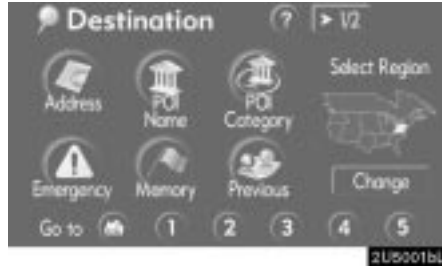 Destination ? 1/2
Select Region
Address POI Name POI Category
Emergency Memory Previous Change
Go to 1 2 3 4 5
2U5001bL